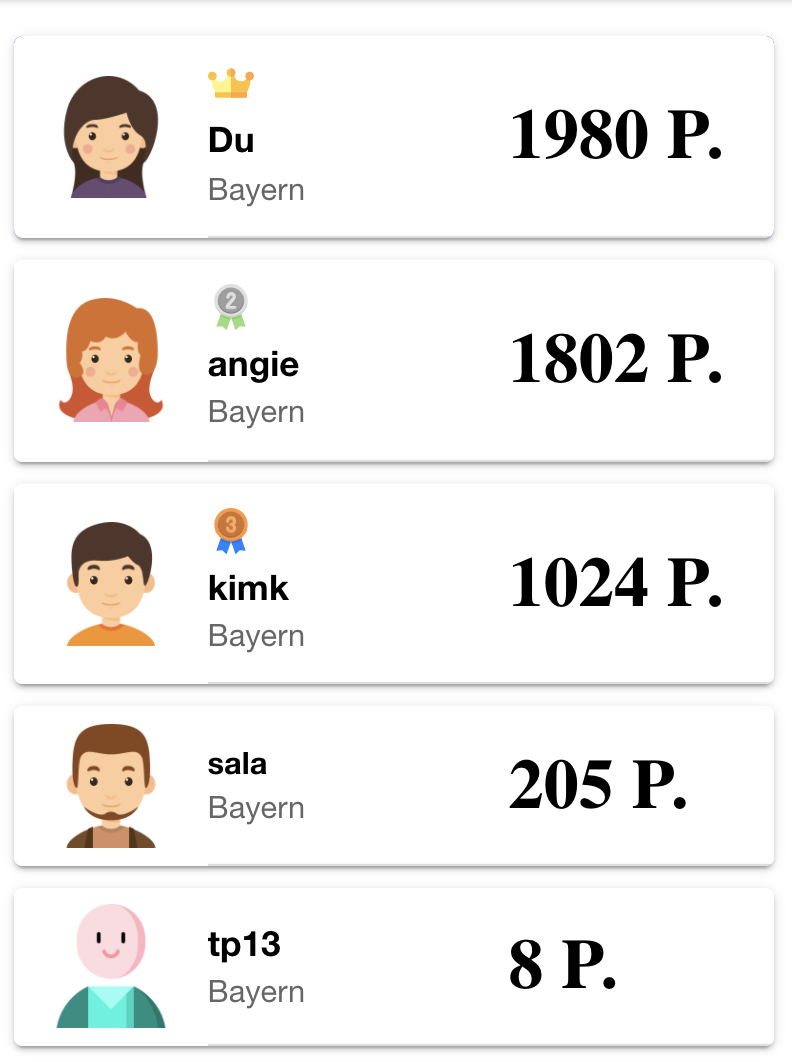 Du
Bayern
1980 P.
2
angie
Bayern
1802 P.
3
kimk
Bayern
1024 P.
sala
Bayern
205 P.
tp13
Bayern
8 P.